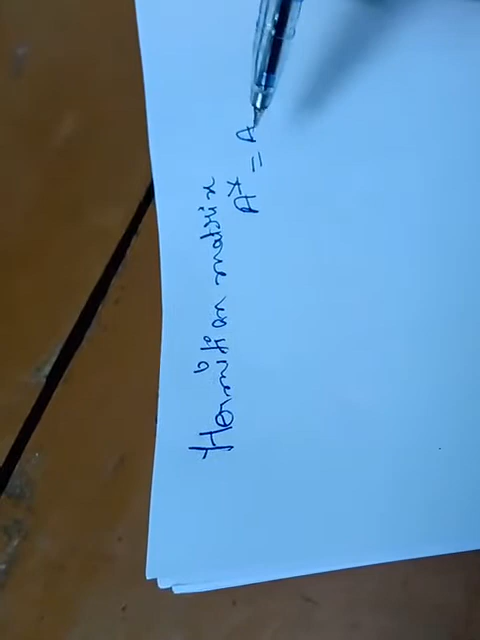 Hermitian matrix
A* = A